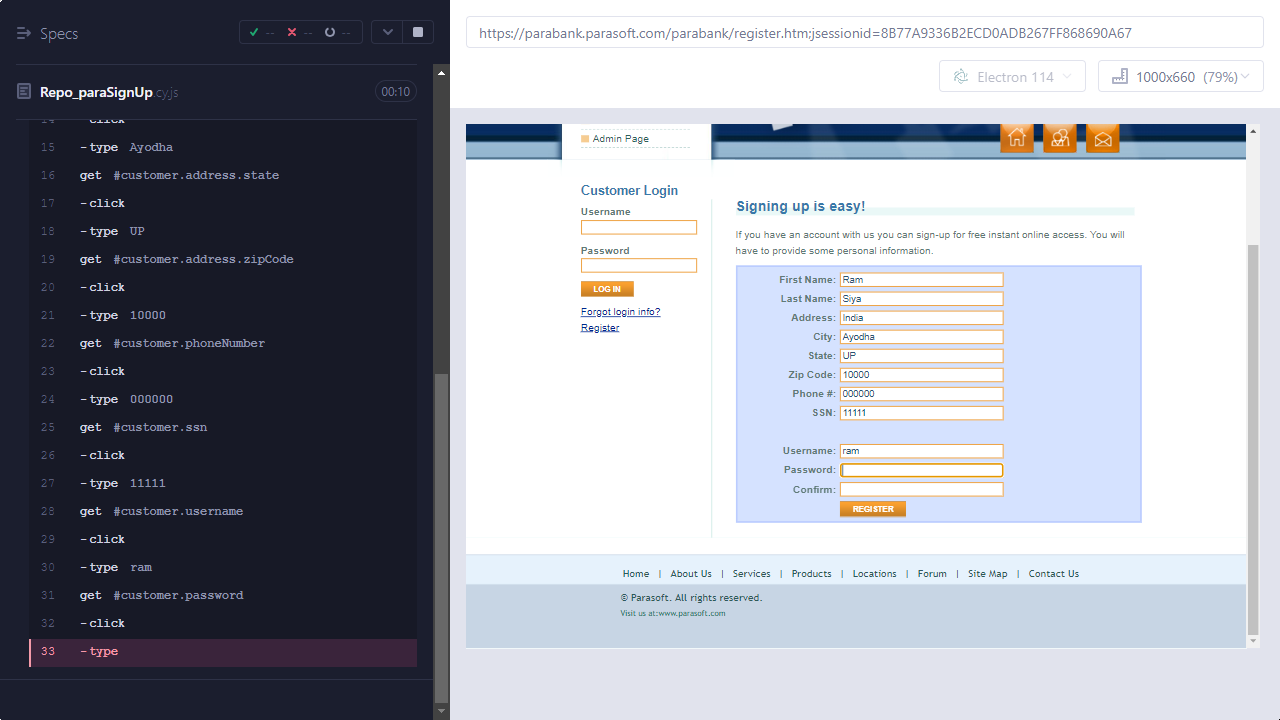 Specs
-- -- --
Repo_paraSignUp.cy.js 00:10
14 -click
15 -type Ayodha
16 get #customer.address.state
17 -click
18 -type UP
19 get #customer.address.zipCode
20 -click
21 -type 10000
22 get #customer.phoneNumber
23 -click
24 -type 000000
25 get #customer.ssn
26 -click
27 -type 11111
28 get #customer.username
29 -click
30 -type ram
31 get #customer.password
32 -click
33 -type
https://parabank.parasoft.com/parabank/register.htm;jsessionid=8B77A9336B2ECD0ADB267FF868690A67
Electron 114
1000x660 (79%)
Admin Page
Customer Login
Username
Password
LOG IN
Forgot login info?
Register
Signing up is easy!
If you have an account with us you can sign-up for free instant online access. You will
have to provide some personal information.
First Name: Ram
Last Name: Siya
Address: India
City: Ayodha
State: UP
Zip Code: 10000
Phone #: 000000
SSN: 11111
Username: ram
Password:
Confirm:
REGISTER
Home | About Us | Services | Products | Locations | Forum | Site Map | Contact Us
© Parasoft. All rights reserved.
Visit us at:www.parasoft.com